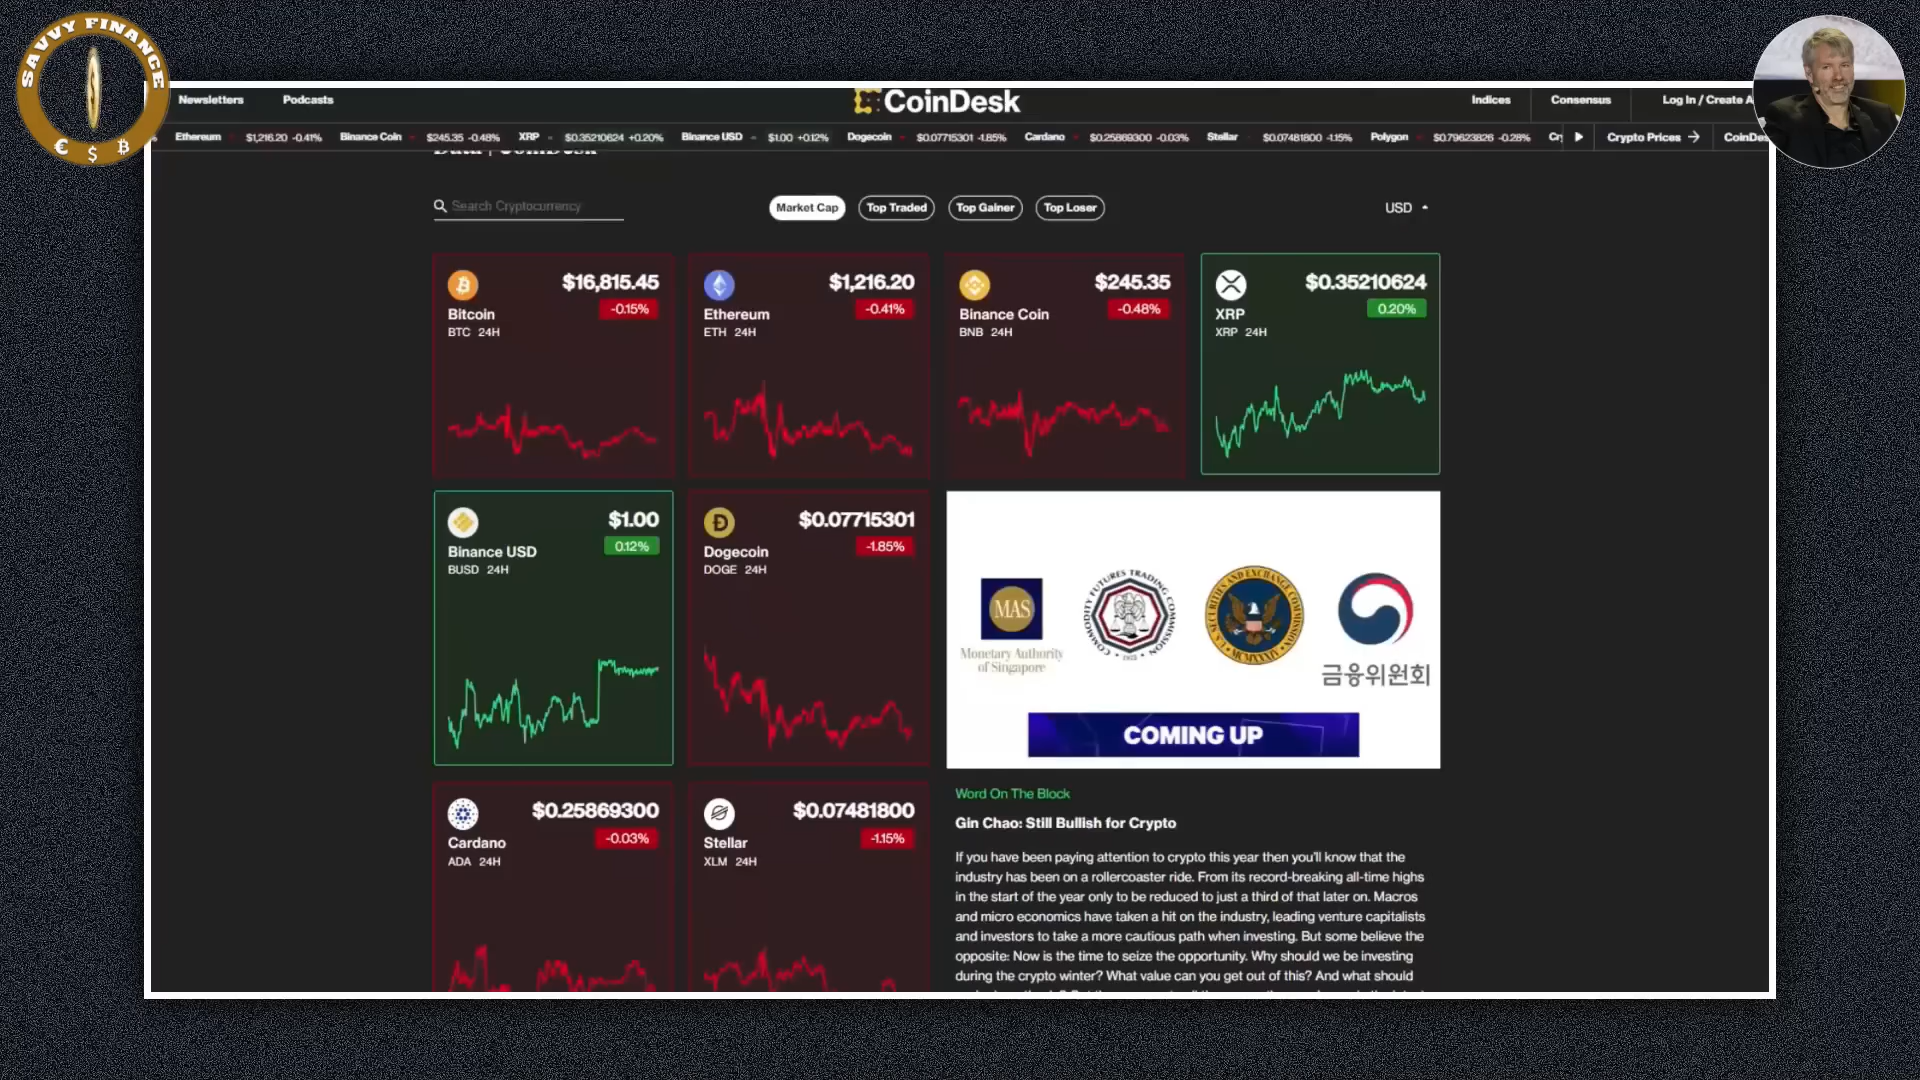 SAVVY FINANCE
€ $ ₿
Newsletters Podcasts
CoinDesk
Indices Consensus Log In / Create A
Ethereum $1,216.20 -0.41% Binance Coin $245.35 -0.48% XRP $0.35210624 +0.20% Binance USD $1.00 +0.12% Dogecoin $0.07715301 -1.85% Cardano $0.25869300 -0.03% Stellar $0.07481800 -1.15% Polygon $0.79623826 -0.28% Crypto Prices →
Search Cryptocurrency
Market Cap Top Traded Top Gainer Top Loser
USD
$16,815.45
-0.15%
Bitcoin
BTC 24H
$1,216.20
-0.41%
Ethereum
ETH 24H
$245.35
-0.48%
Binance Coin
BNB 24H
$0.35210624
0.20%
XRP
XRP 24H
$1.00
0.12%
Binance USD
BUSD 24H
$0.07715301
-1.85%
Dogecoin
DOGE 24H
MAS
Monetary Authority
of Singapore
COMMODITY FUTURES TRADING COMMISSION
SECURITIES AND EXCHANGE COMMISSION
MCMXXXIV
금융위원회
COMING UP
$0.25869300
-0.03%
Cardano
ADA 24H
$0.07481800
-1.15%
Stellar
XLM 24H
Word On The Block
Gin Chao: Still Bullish for Crypto
If you have been paying attention to crypto this year then you'll know that the
industry has been on a rollercoaster ride. From its record-breaking all-time highs
in the start of the year only to be reduced to just a third of that later on. Macros
and micro economics have taken a hit on the industry, leading venture capitalists
and investors to take a more cautious path when investing. But some believe the
opposite: Now is the time to seize the opportunity. Why should we be investing
during the crypto winter? What value can you get out of this? And what should